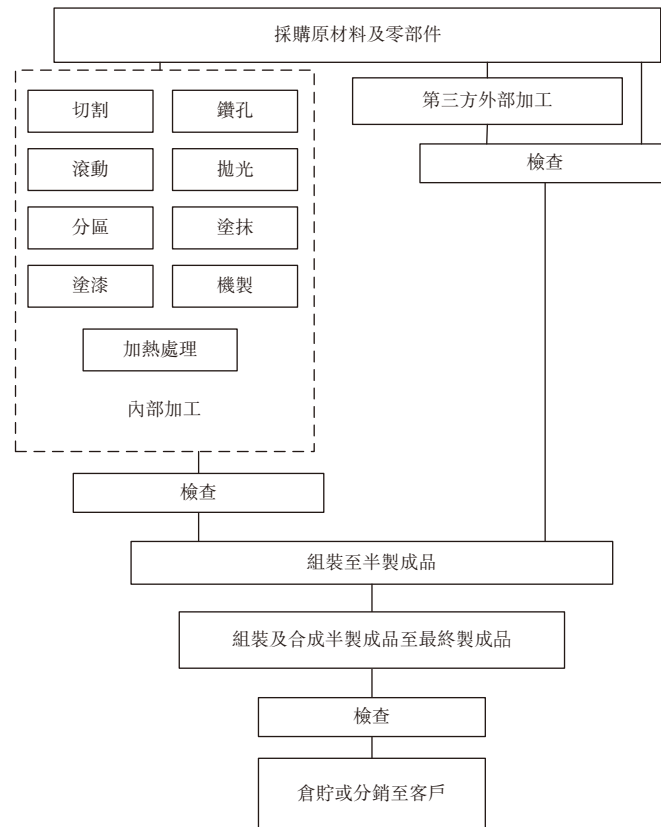 採購原材料及零部件
第三方外部加工
切割
鑽孔
檢查
滾動
拋光
分區
塗抹
塗漆
機製
加熱處理
內部加工
檢查
組裝至半製成品
組裝及合成半製成品至最終製成品
檢查
倉貯或分銷至客戶